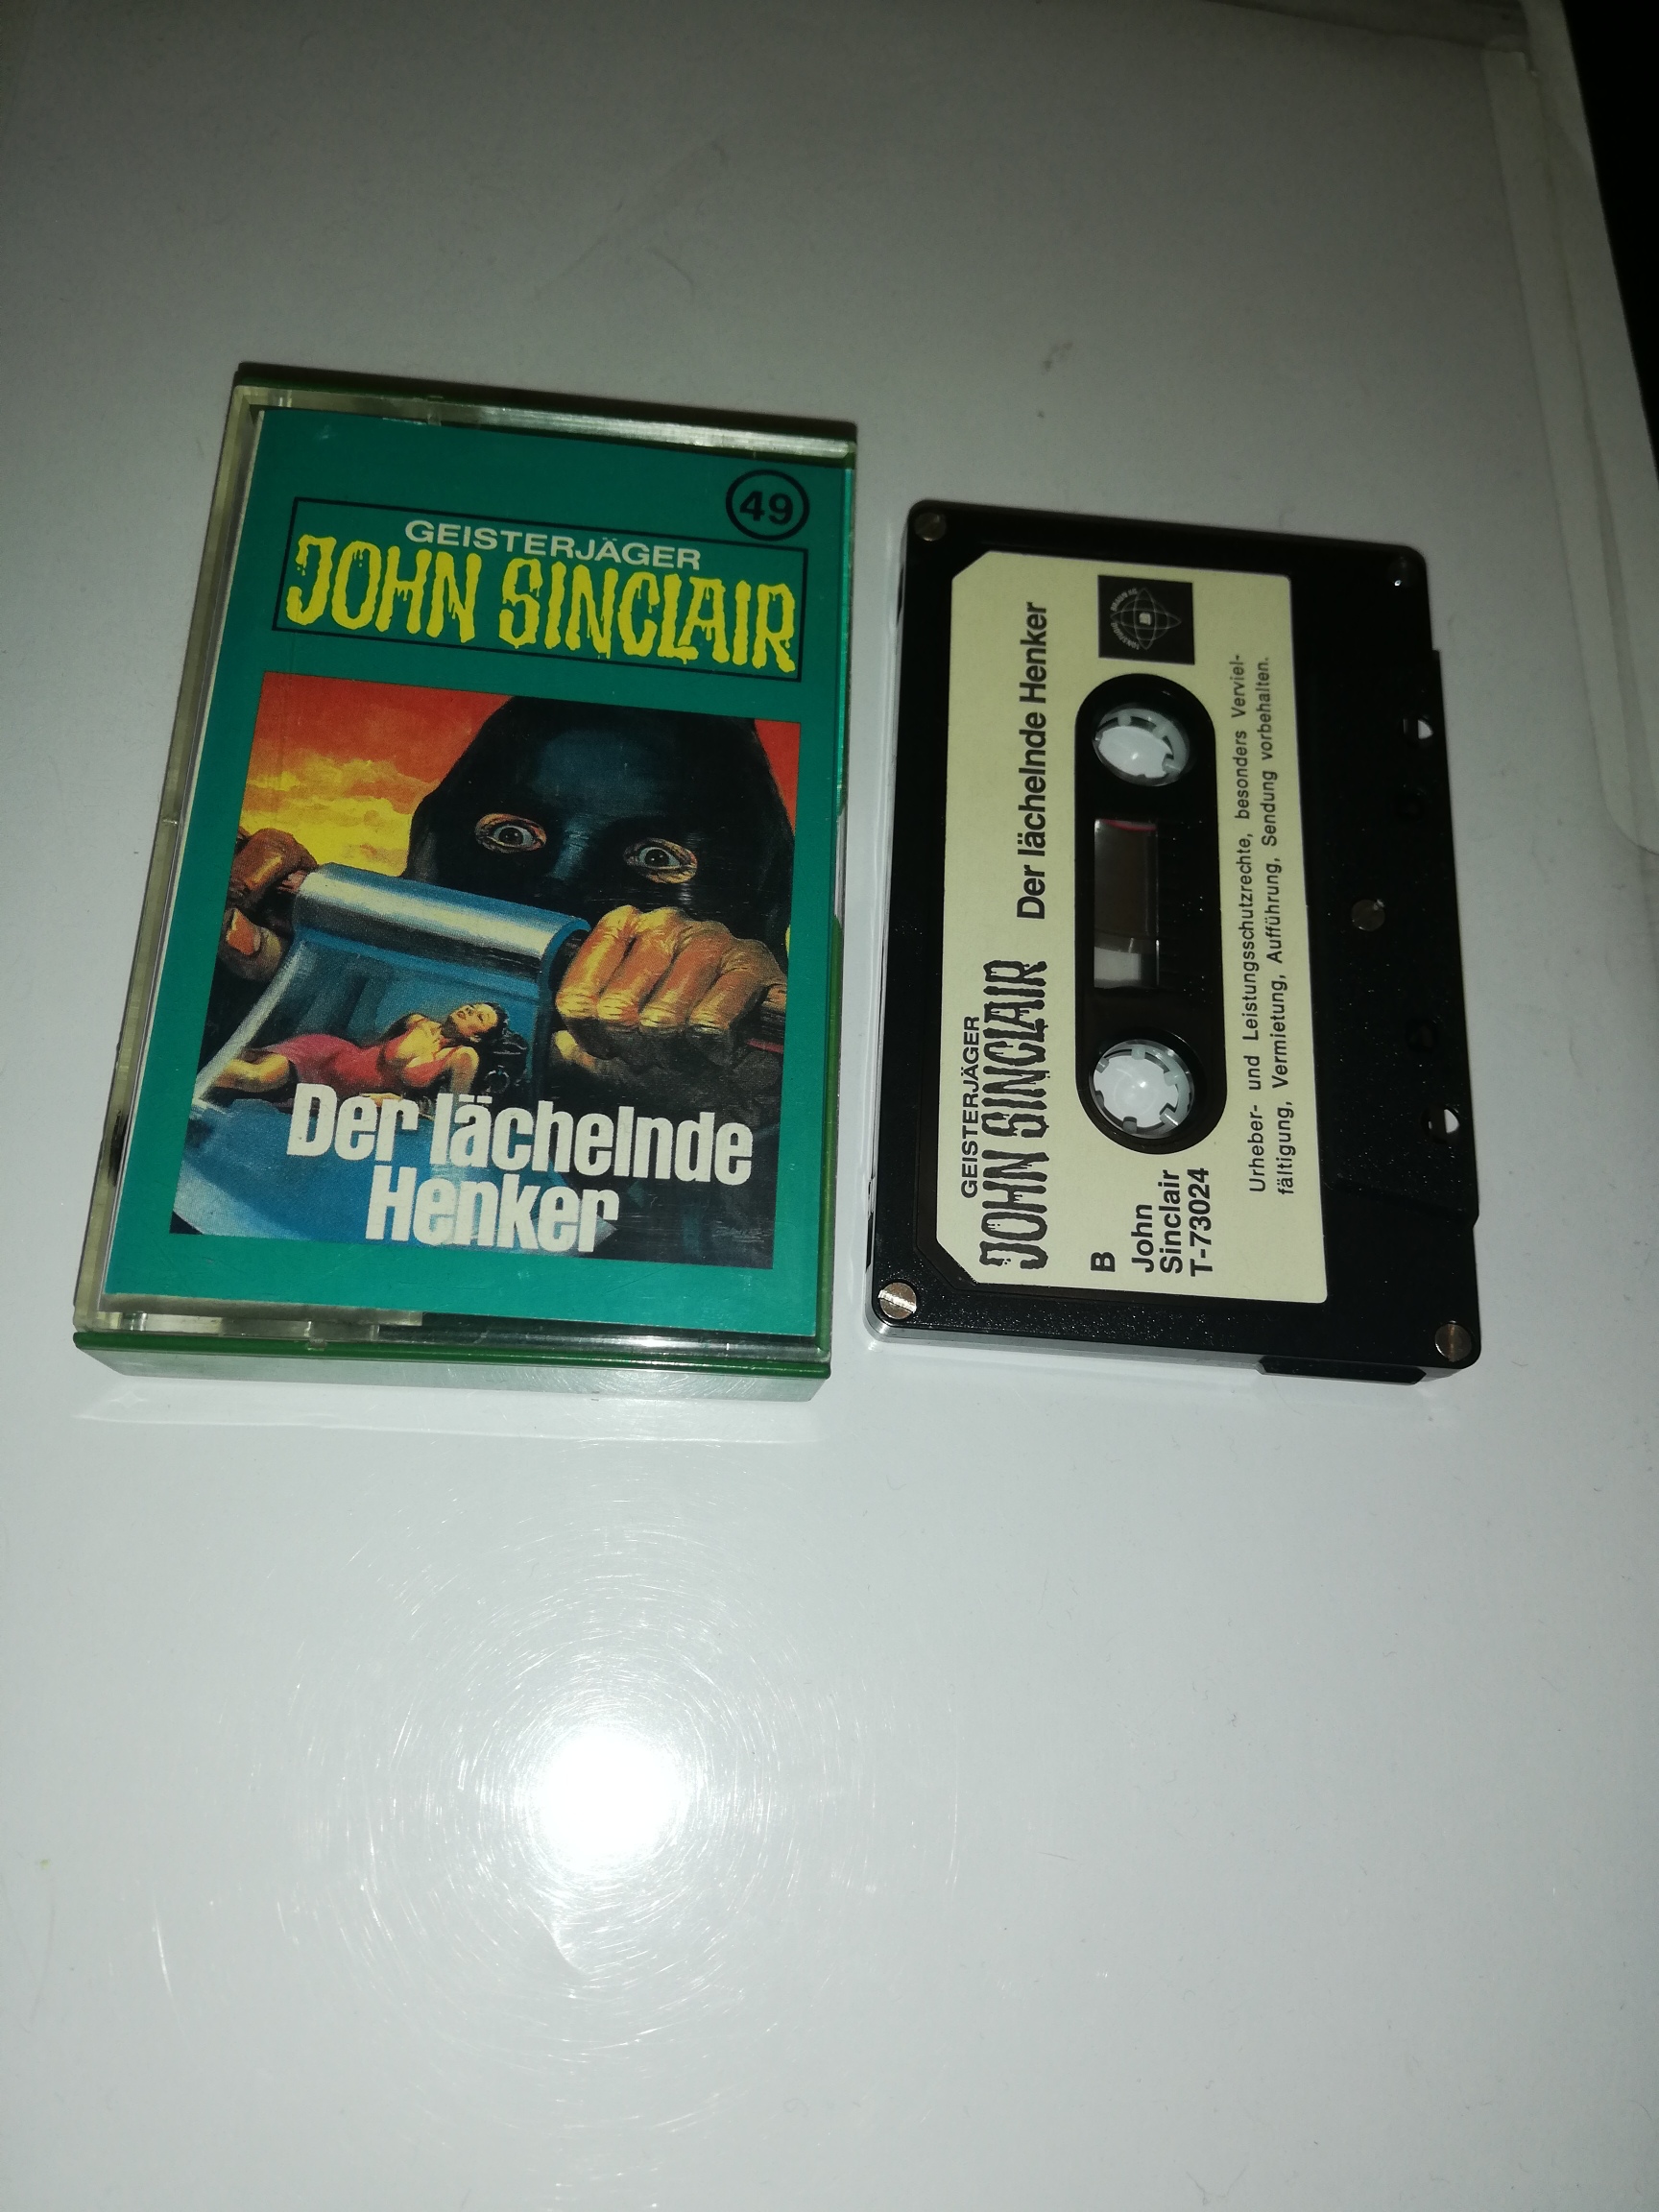 49
GEISTERJÄGER
JOHN SINCLAIR
Der lächelnde
Henker
GEISTERJÄGER
JOHN SINCLAIR Der lächelnde Henker
B
John
Sinclair
T-73024
Urheber- und Leistungsschutzrechte, besonders Verviel-
fältigung, Vermietung, Aufführung, Sendung vorbehalten.